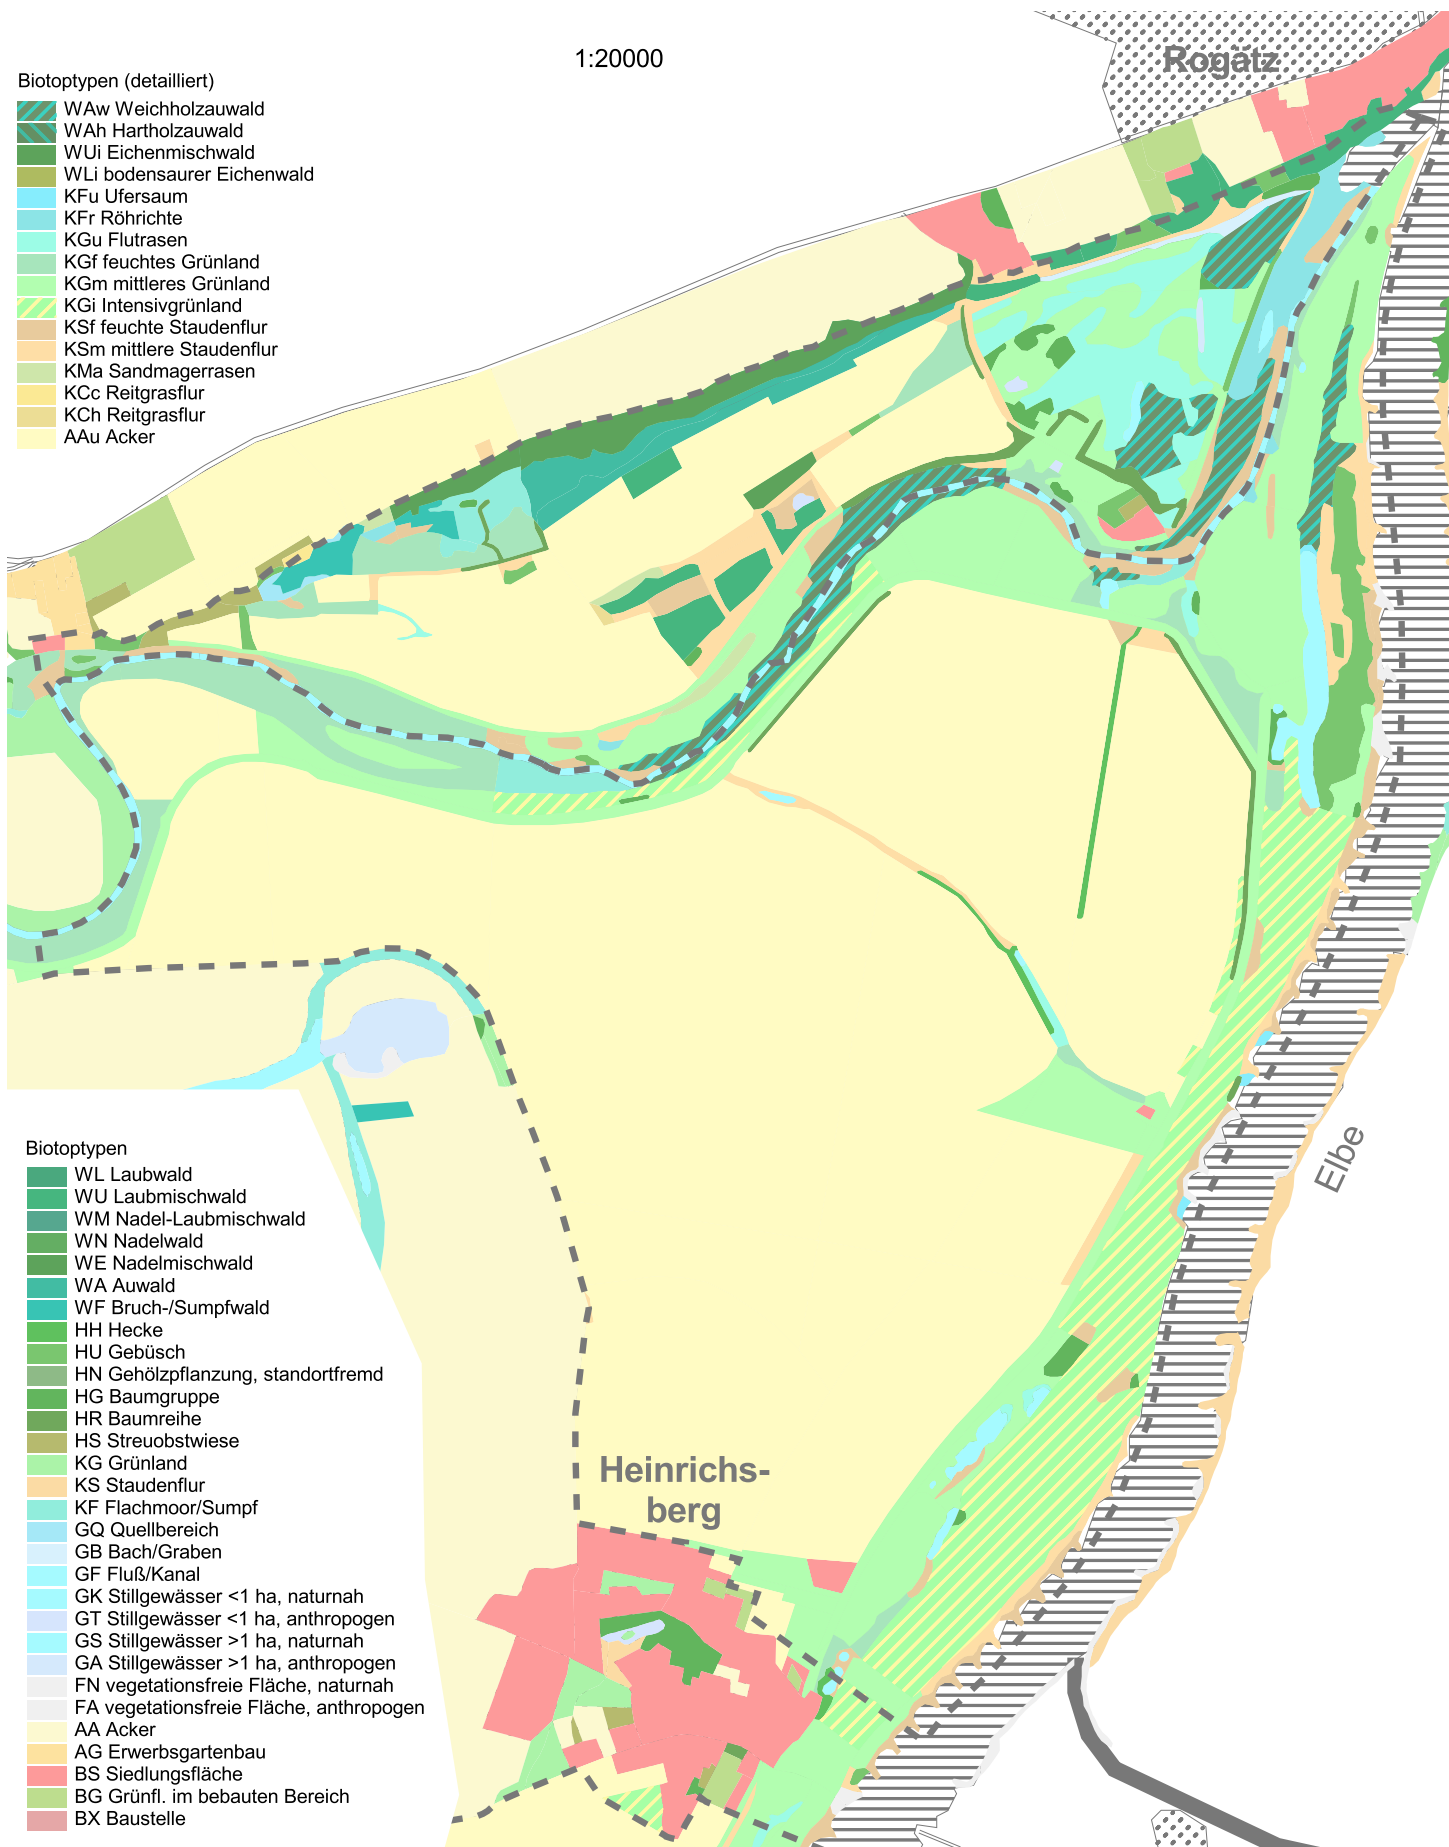 1:20000
Rogätz
Biotoptypen (detailliert)
WAw Weichholzauwald
WAh Hartholzauwald
WUi Eichenmischwald
WLi bodensaurer Eichenwald
KFu Ufersaum
KFr Röhrichte
KGu Flutrasen
KGf feuchtes Grünland
KGm mittleres Grünland
KGi Intensivgrünland
KSf feuchte Staudenflur
KSm mittlere Staudenflur
KMa Sandmagerrasen
KCc Reitgrasflur
KCh Reitgrasflur
AAu Acker
Elbe
Heinrichs-
berg
Biotoptypen
WL Laubwald
WU Laubmischwald
WM Nadel-Laubmischwald
WN Nadelwald
WE Nadelmischwald
WA Auwald
WF Bruch-/Sumpfwald
HH Hecke
HU Gebüsch
HN Gehölzpflanzung, standortfremd
HG Baumgruppe
HR Baumreihe
HS Streuobstwiese
KG Grünland
KS Staudenflur
KF Flachmoor/Sumpf
GQ Quellbereich
GB Bach/Graben
GF Fluß/Kanal
GK Stillgewässer <1 ha, naturnah
GT Stillgewässer <1 ha, anthropogen
GS Stillgewässer >1 ha, naturnah
GA Stillgewässer >1 ha, anthropogen
FN vegetationsfreie Fläche, naturnah
FA vegetationsfreie Fläche, anthropogen
AA Acker
AG Erwerbsgartenbau
BS Siedlungsfläche
BG Grünfl. im bebauten Bereich
BX Baustelle